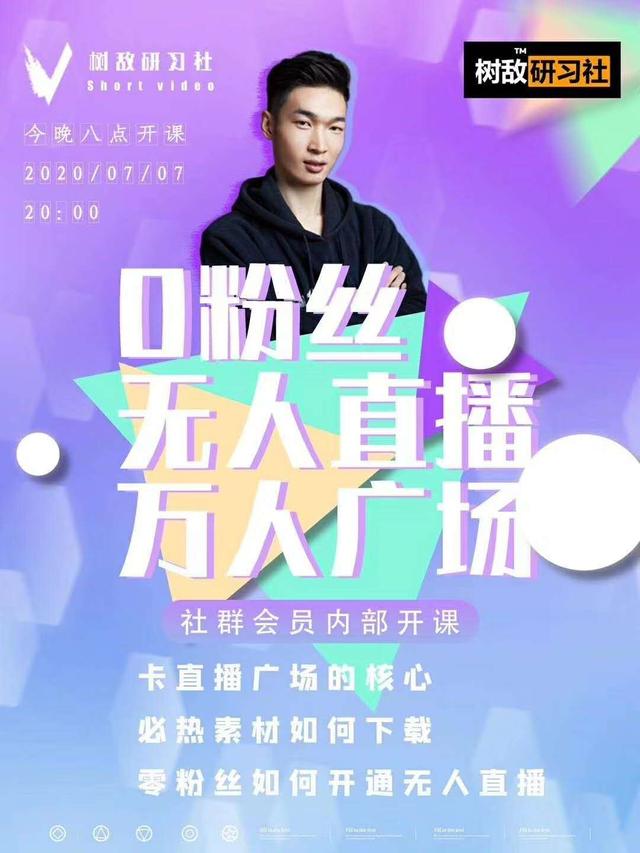 树敌研习社
Short video
TM
树敌研习社
今晚八点开课
2020/07/07
20:00
0粉丝
无人直播
万人广场
社群会员内部开课
卡直播广场的核心
必热素材如何下载
零粉丝如何开通无人直播